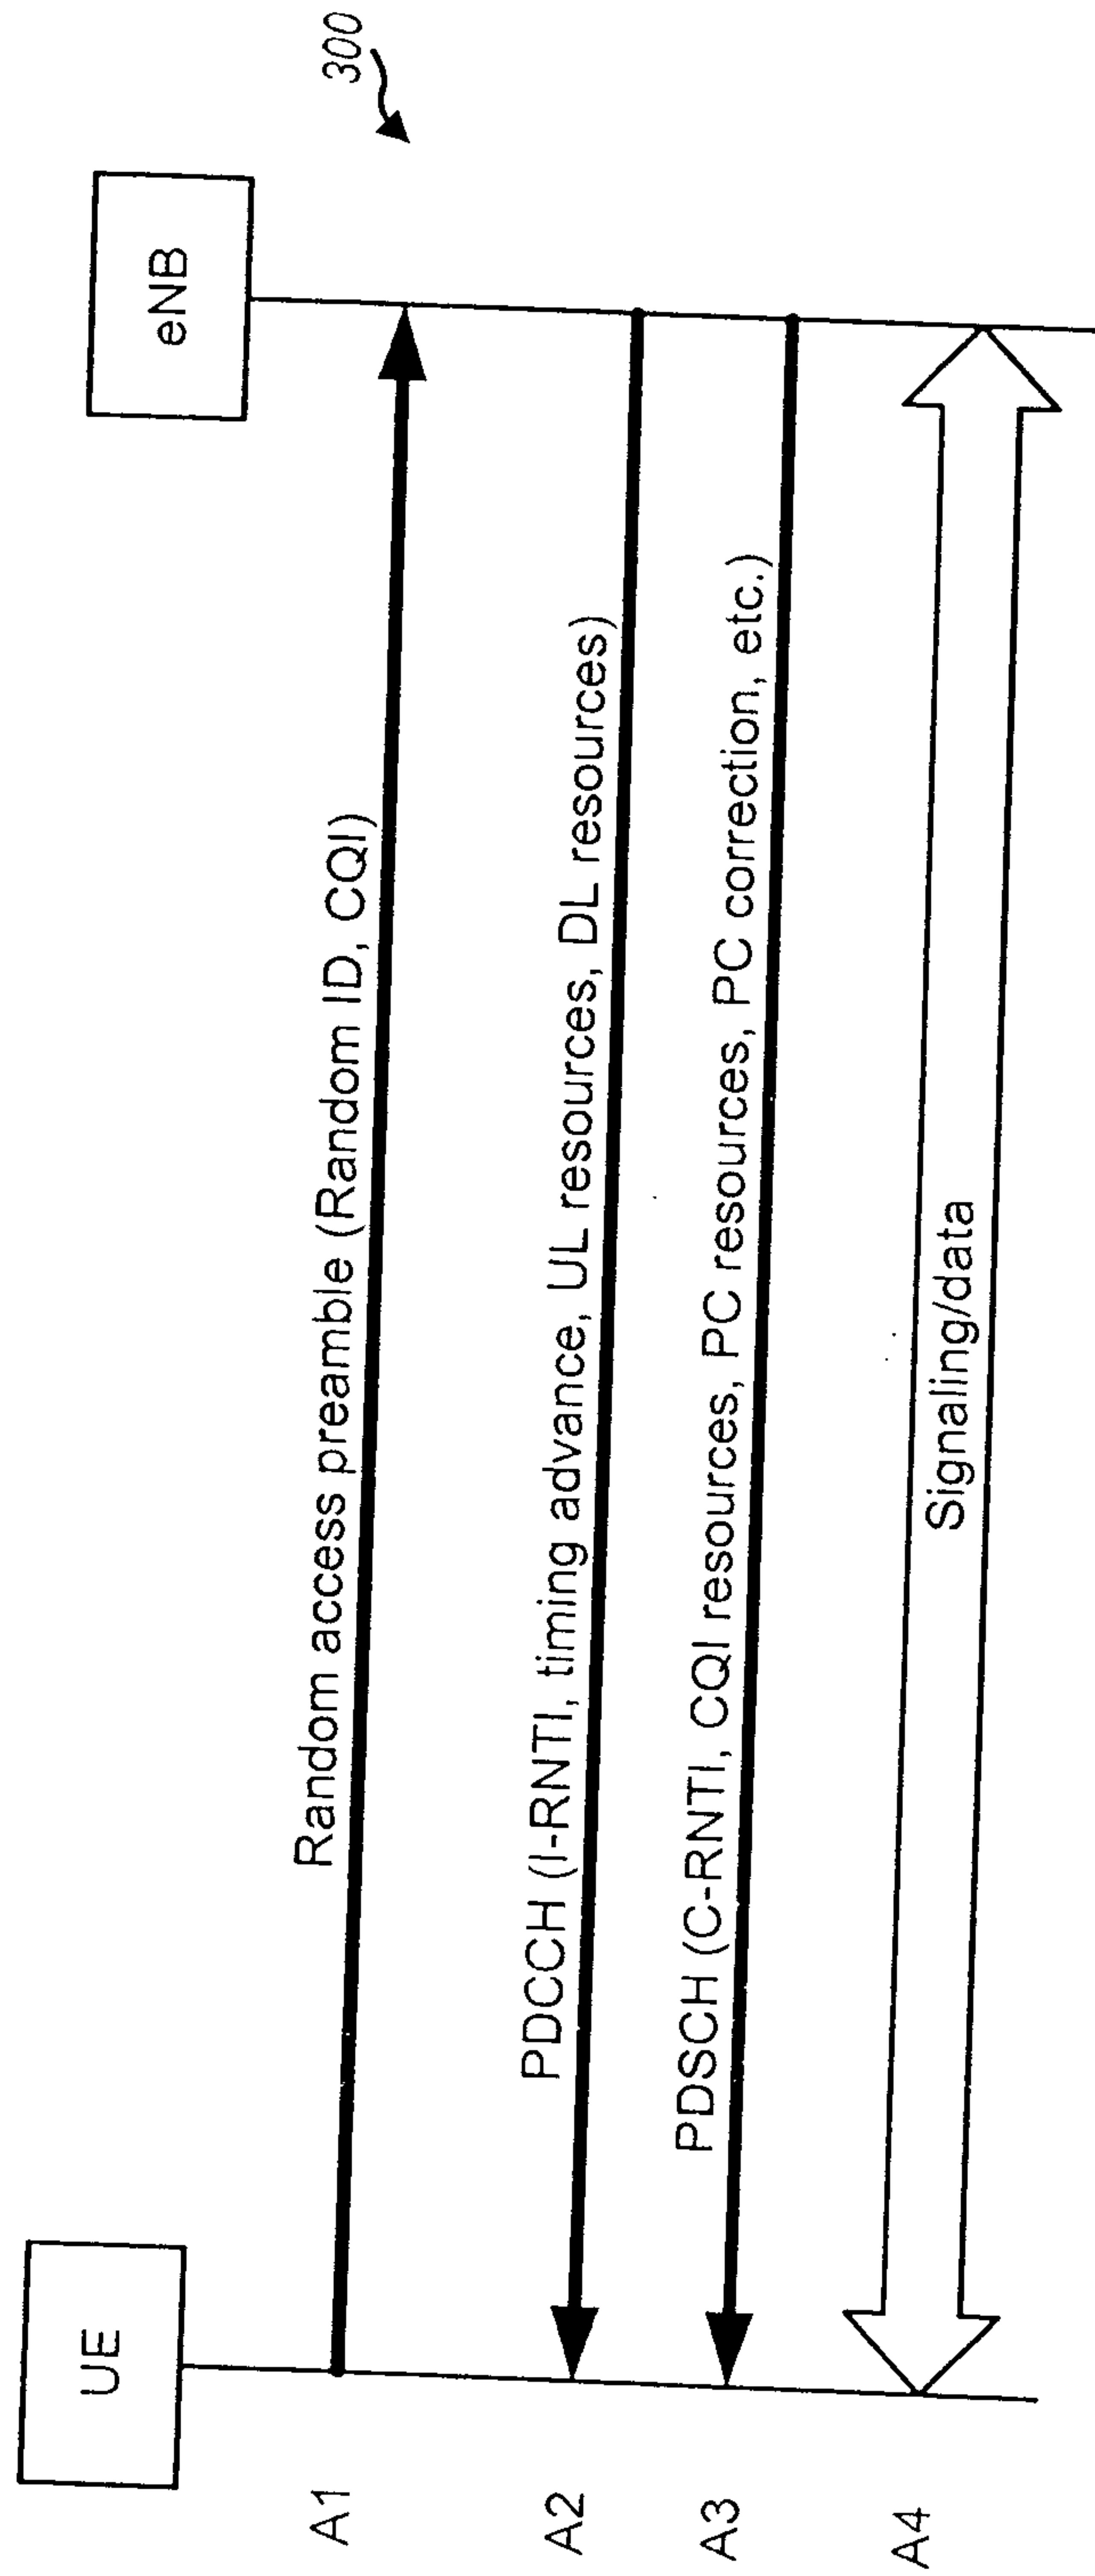 300
UE
eNB
A1
Random access preamble (Random ID, CQI)
A2
PDCCH (I-RNTI, timing advance, UL resources, DL resources)
A3
PDSCH (C-RNTI, CQI resources, PC resources, PC correction, etc.)
A4
Signaling/data